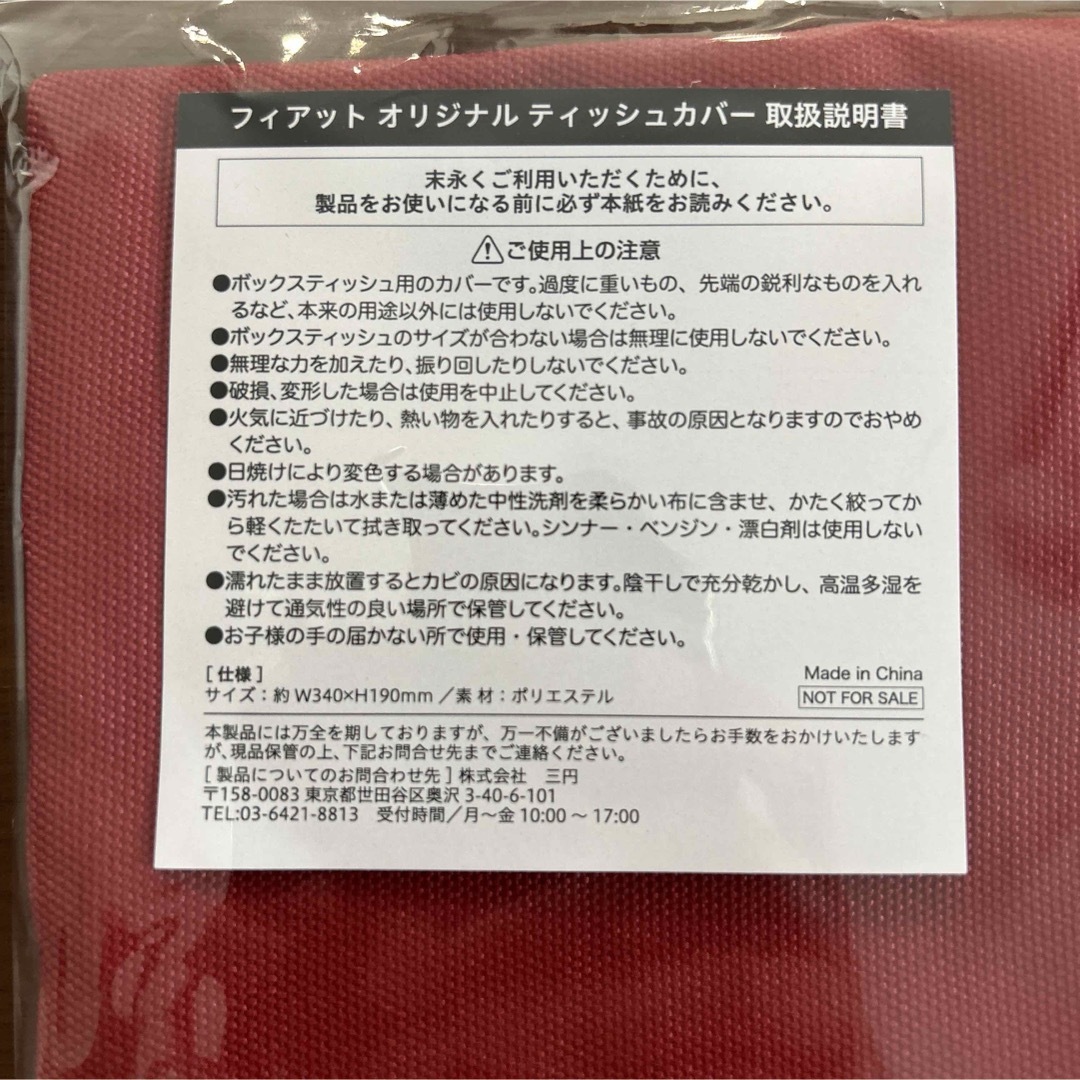 フィアット オリジナル ティッシュカバー 取扱説明書
末永くご利用いただくために、
製品をお使いになる前に必ず本紙をお読みください。
⚠ご使用上の注意
●ボックスティッシュ用のカバーです。過度に重いもの、先端の鋭利なものを入れ
るなど、本来の用途以外には使用しないでください。
●ボックスティッシュのサイズが合わない場合は無理に使用しないでください。
●無理な力を加えたり、振り回したりしないでください。
●破損、変形した場合は使用を中止してください。
●火気に近づけたり、熱い物を入れたりすると、事故の原因となりますのでおやめ
ください。
●日焼けにより変色する場合があります。
●汚れた場合は水または薄めた中性洗剤を柔らかい布に含ませ、かたく絞ってか
ら軽くたたいて拭き取ってください。シンナー・ベンジン・漂白剤は使用しない
でください。
●濡れたまま放置するとカビの原因になります。陰干しで充分乾かし、高温多湿を
避けて通気性の良い場所で保管してください。
●お子様の手の届かない所で使用・保管してください。
[ 仕様 ]
サイズ：約 W340×H190mm ／素 材：ポリエステル
Made in China
NOT FOR SALE
本製品には万全を期しておりますが、万一不備がございましたらお手数をおかけいたします
が、現品保管の上、下記お問合せ先までご連絡ください。
[ 製品についてのお問合わせ先 ] 株式会社　三円
〒158-0083 東京都世田谷区奥沢 3-40-6-101
TEL:03-6421-8813　受付時間／月～金 10:00 ～ 17:00